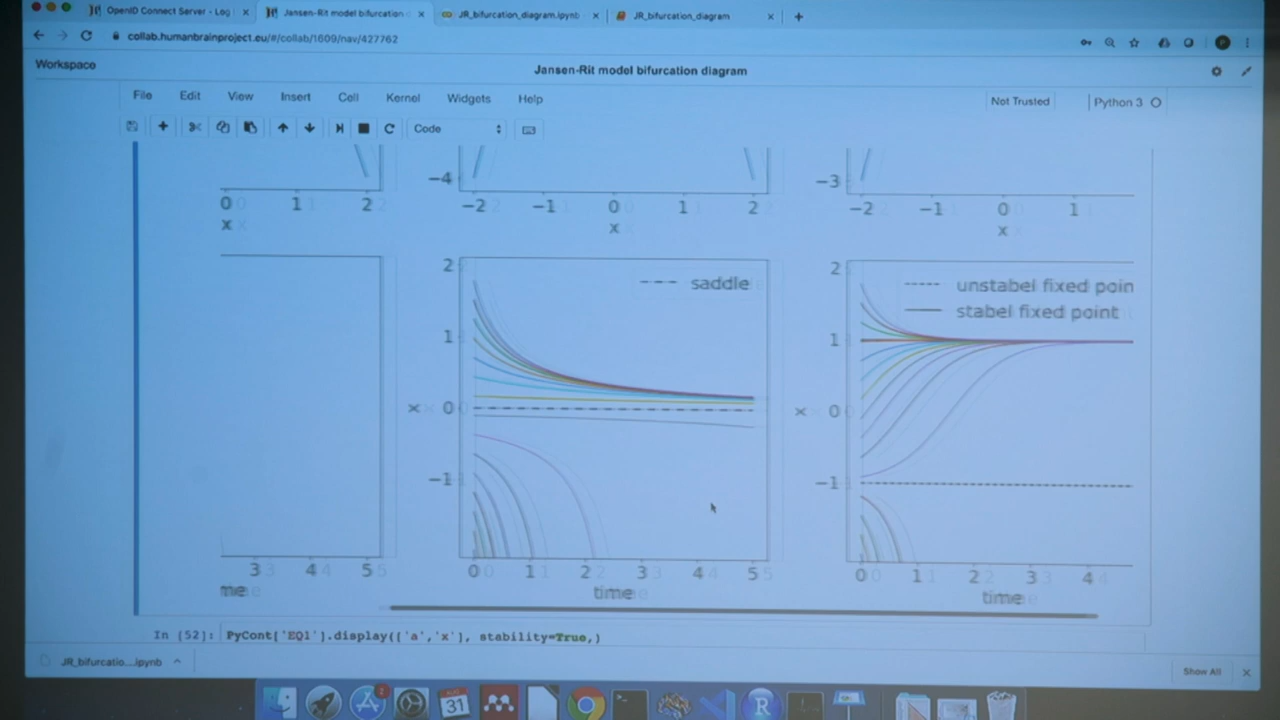 OpenID Connect Server - Log
Jansen-Rit model bifurcation
JR_bifurcation_diagram.ipynb
JR_bifurcation_diagram
collab.humanbrainproject.eu/#/collab/1609/nav/427762
Workspace
Jansen-Rit model bifurcation diagram
File Edit View Insert Cell Kernel Widgets Help
Not Trusted
Python 3
Code
-4
-3
0 1 2
-2 -1 0 1 2
-2 -1 0 1
x
x
x
2
1
0
-1
x
saddle
2
1
0
-1
x
unstabel fixed poin
stabel fixed point
3 4 5
0 1 2 3 4 5
0 1 2 3 4
me
time
time
In [52]: PyCont['EQ1'].display(['a','x'], stability=True,)
JR_bifurcatio....ipynb
Show All
AUG
31
2
R